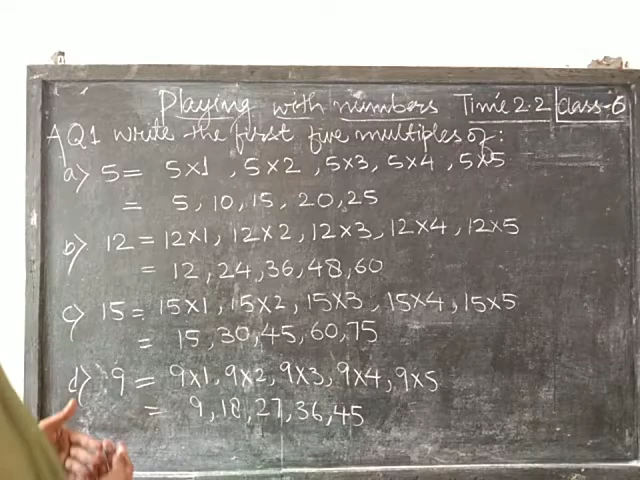 Playing with numbers Time 2.2 class-6
AQ1 write the first five multiples of:
a) 5 = 5×1, 5×2, 5×3, 5×4, 5×5
= 5, 10, 15, 20, 25
b) 12 = 12×1, 12×2, 12×3, 12×4, 12×5
= 12, 24, 36, 48, 60
c) 15 = 15×1, 15×2, 15×3, 15×4, 15×5
= 15, 30, 45, 60, 75
d) 9 = 9×1, 9×2, 9×3, 9×4, 9×5
= 9, 18, 27, 36, 45